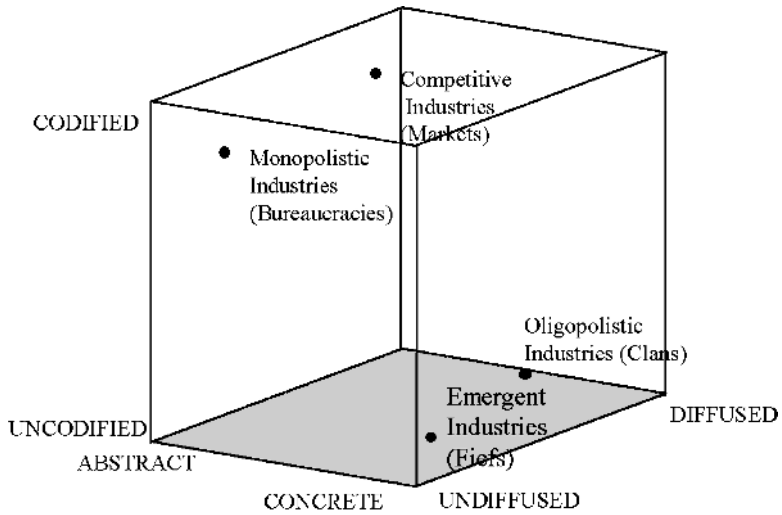 Competitive
Industries
(Markets)
CODIFIED
Monopolistic
Industries
(Bureaucracies)
Oligopolistic
Industries (Clans)
Emergent
Industries
(Fiefs)
UNCODIFIED
DIFFUSED
ABSTRACT
CONCRETE
UNDIFFUSED